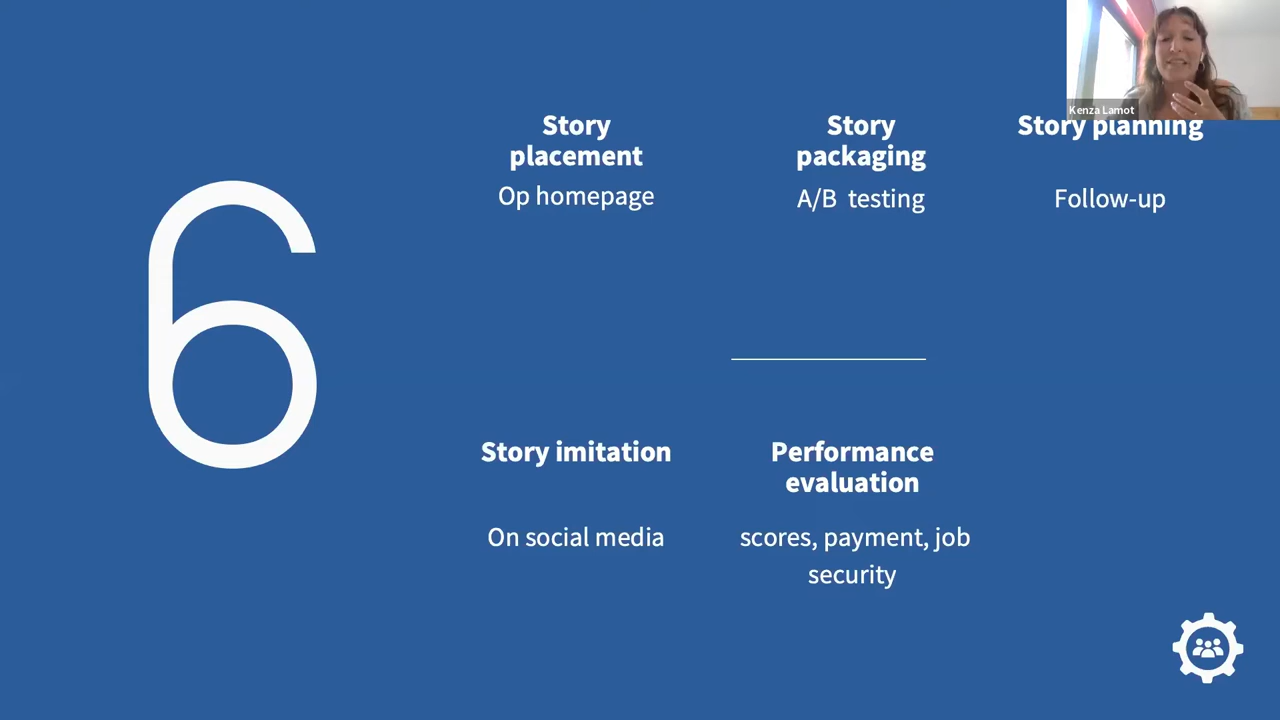 Kenza Lamot
6
Story
placement
Op homepage
Story
packaging
A/B testing
Story planning
Follow-up
Story imitation
On social media
Performance
evaluation
scores, payment, job
security